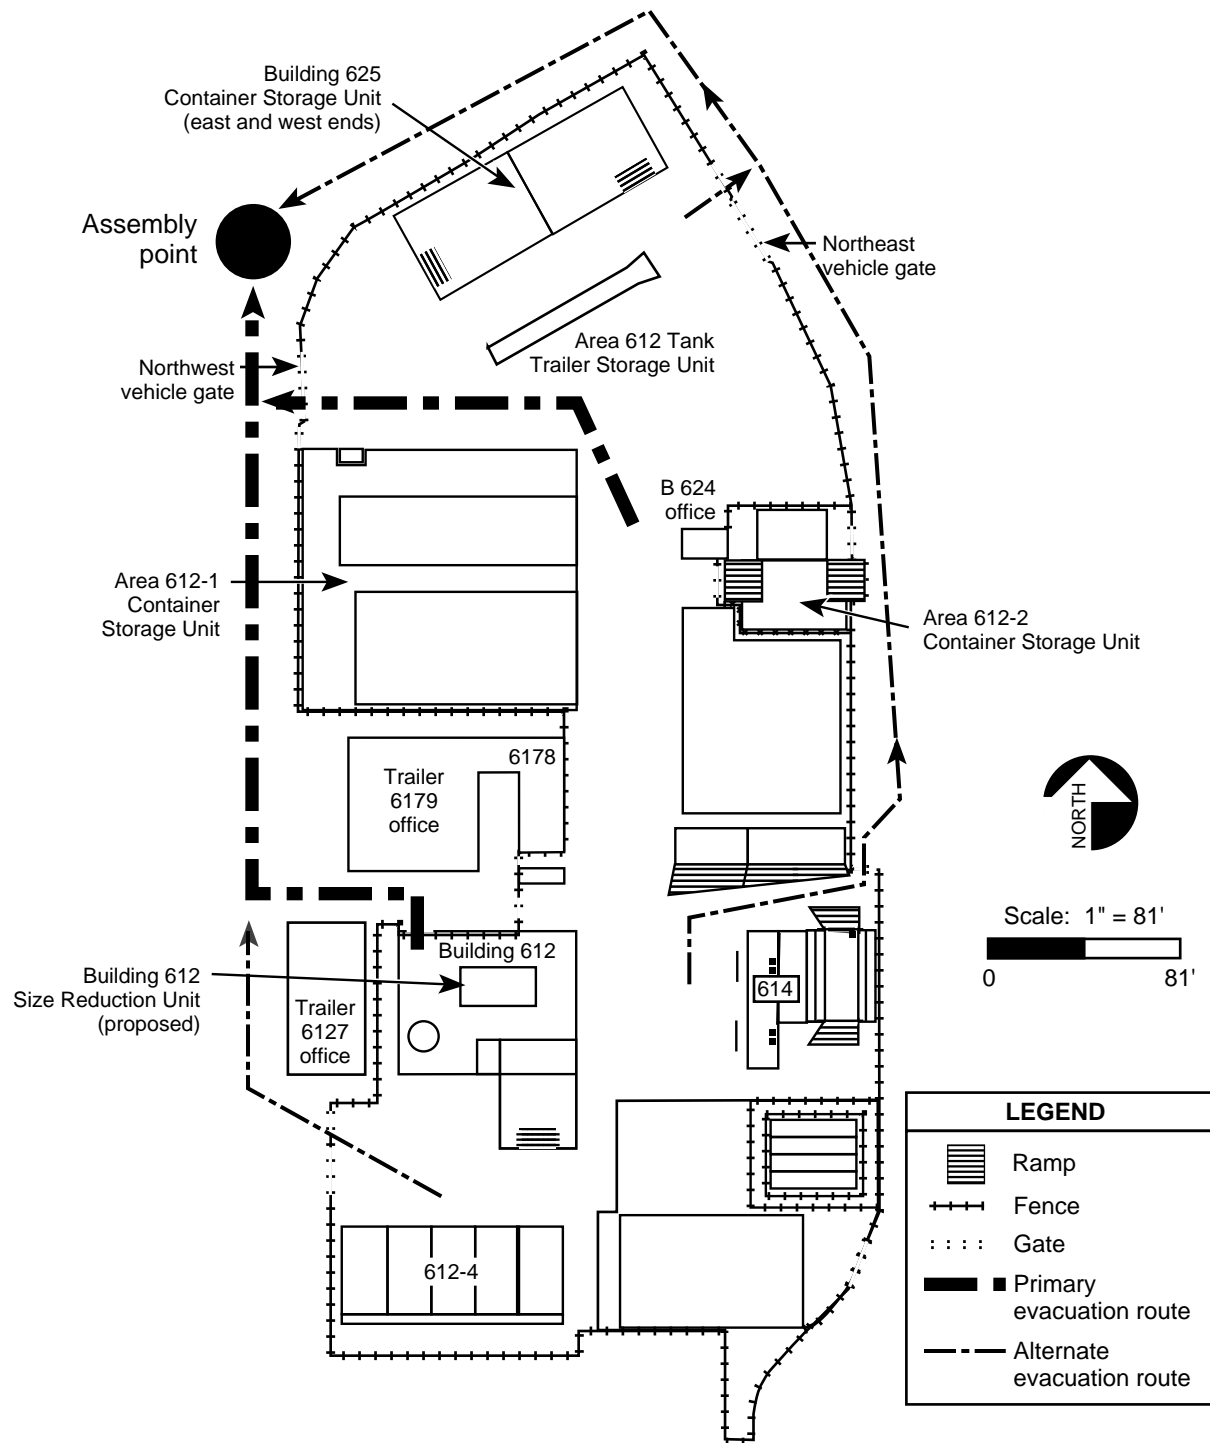 Building 625
Container Storage Unit
(east and west ends)
Assembly
point
Northeast
vehicle gate
Area 612 Tank
Trailer Storage Unit
Northwest
vehicle gate
B 624
office
Area 612-1
Container
Storage Unit
Area 612-2
Container Storage Unit
6178
Trailer
6179
office
NORTH
Scale: 1" = 81'
0 81'
Building 612
Building 612
Size Reduction Unit
(proposed)
614
Trailer
6127
office
612-4
LEGEND
Ramp
Fence
Gate
Primary
evacuation route
Alternate
evacuation route